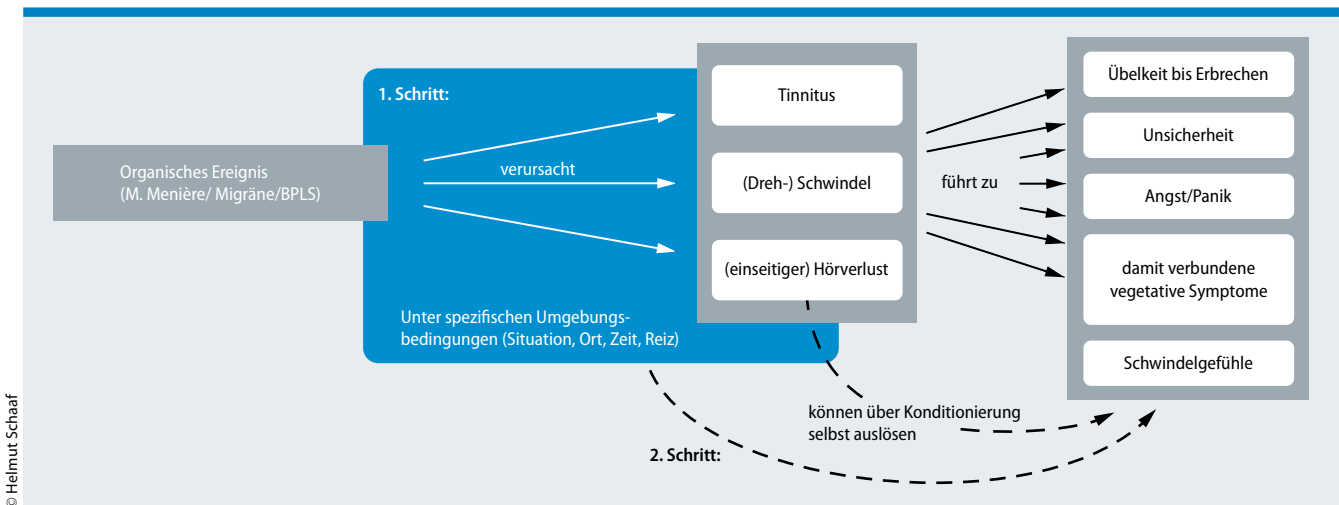 1. Schritt:
Organisches Ereignis
(M. Menière/ Migräne/BPLS)
verursacht
Unter spezifischen Umgebungs-
bedingungen (Situation, Ort, Zeit, Reiz)
Tinnitus
(Dreh-) Schwindel
(einseitiger) Hörverlust
führt zu
Übelkeit bis Erbrechen
Unsicherheit
Angst/Panik
damit verbundene
vegetative Symptome
Schwindelgefühle
können über Konditionierung
selbst auslösen
2. Schritt:
© Helmut Schaaf